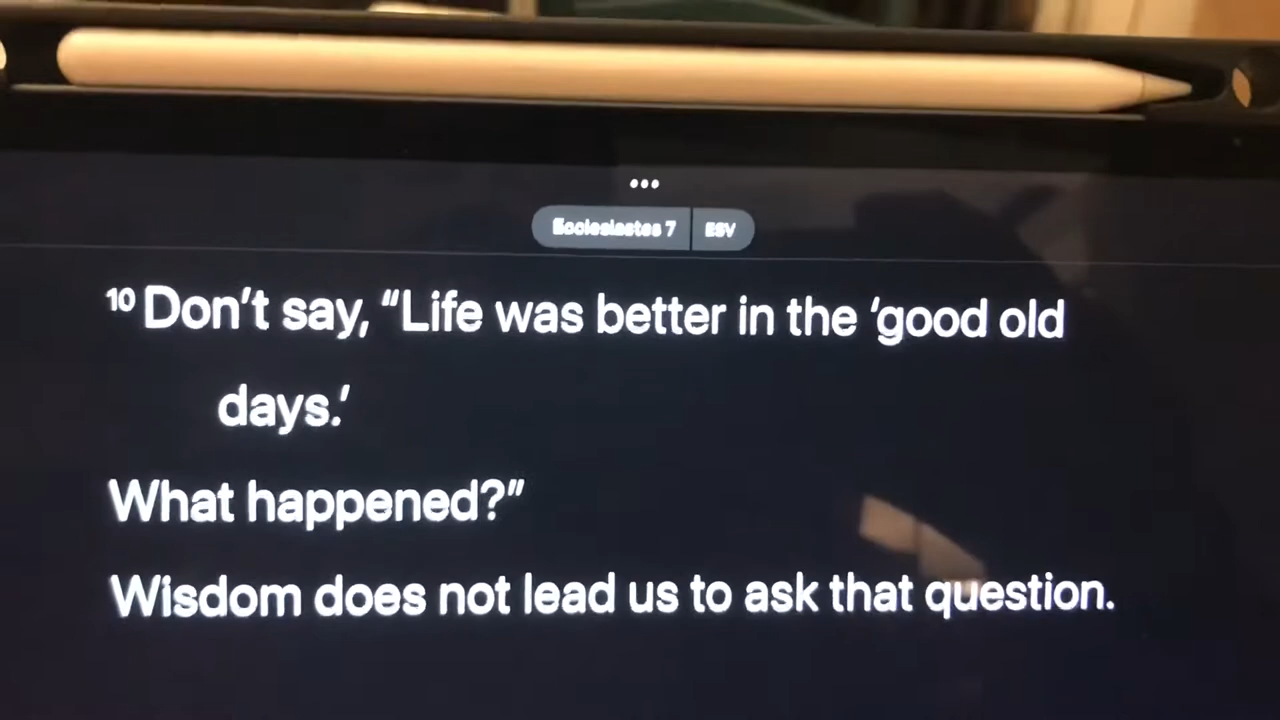 •••
Ecclesiastes 7 ESV
10 Don't say, “Life was better in the ‘good old
days.’
What happened?”
Wisdom does not lead us to ask that question.